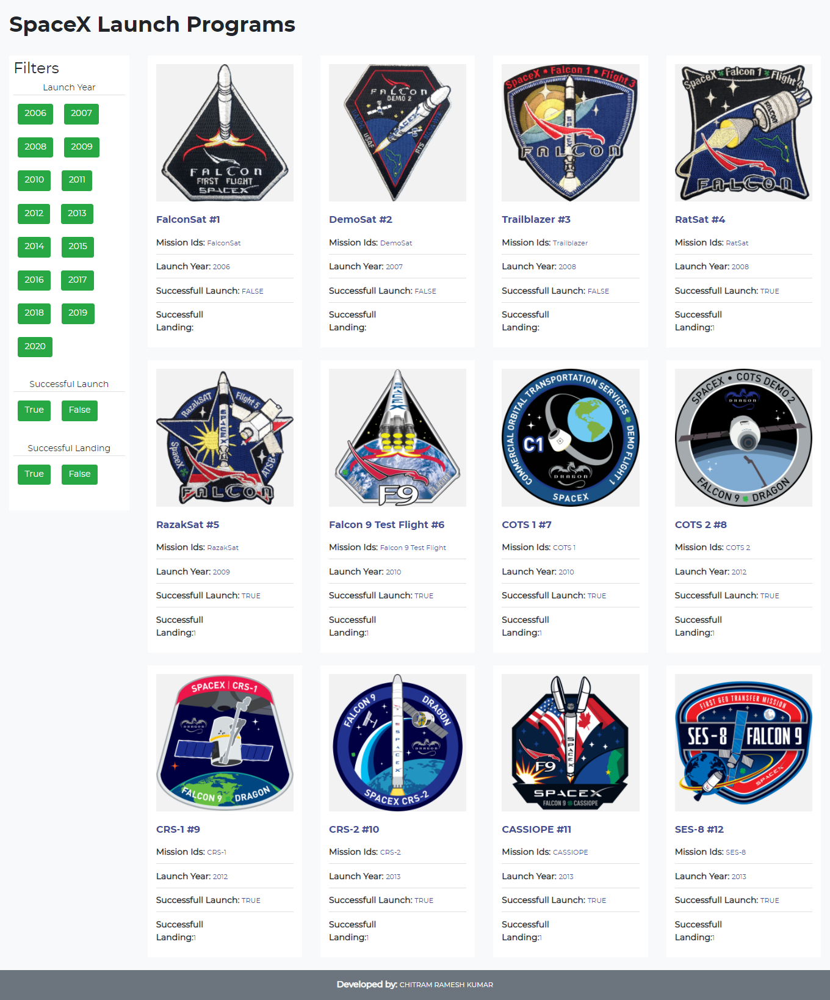 SpaceX Launch Programs
Filters
Launch Year
2006 2007
2008 2009
2010 2011
2012 2013
2014 2015
2016 2017
2018 2019
2020
Successful Launch
True False
Successful Landing
True False
FALCON
FIRST FLIGHT
SPACEX
FalconSat #1
Mission Ids: FalconSat
Launch Year: 2006
Successfull Launch: FALSE
Successfull
Landing:
FALCON
DEMO 2
SPACEX
USAF
RTS
DemoSat #2
Mission Ids: DemoSat
Launch Year: 2007
Successfull Launch: FALSE
Successfull
Landing:
SpaceX • Falcon 1 • Flight 3
SPACEX
FALCON
Trailblazer #3
Mission Ids: Trailblazer
Launch Year: 2008
Successfull Launch: FALSE
Successfull
Landing:
SpaceX Falcon 1 Flight 4
FALCON
FALCON
RatSat #4
Mission Ids: RatSat
Launch Year: 2008
Successfull Launch: TRUE
Successfull
Landing:1
RazakSAT
Flight 5
SPACEX
SpaceX
ATSB
FALCON
RazakSat #5
Mission Ids: RazakSat
Launch Year: 2009
Successfull Launch: TRUE
Successfull
Landing:1
SPACEX
FIRST
FLIGHT
F9
Falcon 9 Test Flight #6
Mission Ids: Falcon 9 Test Flight
Launch Year: 2010
Successfull Launch: TRUE
Successfull
Landing:1
COMMERCIAL ORBITAL TRANSPORTATION SERVICES
DEMO FLIGHT 1
C1
DRAGON
SPACEX
COTS 1 #7
Mission Ids: COTS 1
Launch Year: 2010
Successfull Launch: TRUE
Successfull
Landing:1
SPACEX • COTS DEMO 2
DRAGON
FALCON 9 DRAGON
COTS 2 #8
Mission Ids: COTS 2
Launch Year: 2012
Successfull Launch: TRUE
Successfull
Landing:1
SPACEX | CRS-1
DRAGON
FALCON 9 DRAGON
CRS-1 #9
Mission Ids: CRS-1
Launch Year: 2012
Successfull Launch: TRUE
Successfull
Landing:1
FALCON 9
DRAGON
SPACEX
DRAGON
SPACEX CRS-2
CRS-2 #10
Mission Ids: CRS-2
Launch Year: 2013
Successfull Launch: TRUE
Successfull
Landing:1
SPACEX
F9
SPACEX
FALCON 9 CASSIOPE
CASSIOPE #11
Mission Ids: CASSIOPE
Launch Year: 2013
Successfull Launch: TRUE
Successfull
Landing:1
FIRST GEO TRANSFER MISSION
SES-8 FALCON 9
SPACEX
SES-8 #12
Mission Ids: SES-8
Launch Year: 2013
Successfull Launch: TRUE
Successfull
Landing:1
Developed by: CHITRAM RAMESH KUMAR